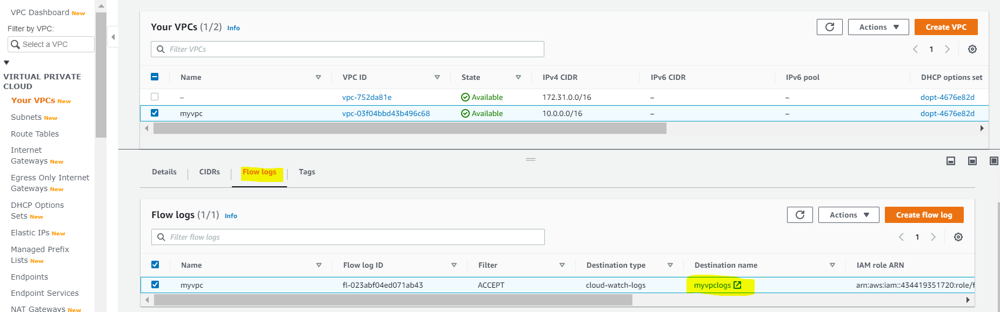 VPC Dashboard New
Filter by VPC:
Select a VPC
VIRTUAL PRIVATE
CLOUD
Your VPCs New
Subnets New
Route Tables
Internet
Gateways New
Egress Only Internet
Gateways New
DHCP Options
Sets New
Elastic IPs New
Managed Prefix
Lists New
Endpoints
Endpoint Services
NAT Gateways New
Your VPCs (1/2) Info
Actions
Create VPC
Filter VPCs
1
Name VPC ID State IPv4 CIDR IPv6 CIDR IPv6 pool DHCP options set
– vpc-752da81e Available 172.31.0.0/16 – – dopt-4676e82d
myvpc vpc-03f04bbd43b496c68 Available 10.0.0.0/16 – – dopt-4676e82d
Details CIDRs Flow logs Tags
Flow logs (1/1) Info
Actions
Create flow log
Filter flow logs
1
Name Flow log ID Filter Destination type Destination name IAM role ARN
myvpc fl-023abf04ed071ab43 ACCEPT cloud-watch-logs myvpclogs arn:aws:iam::434419351720:role/f